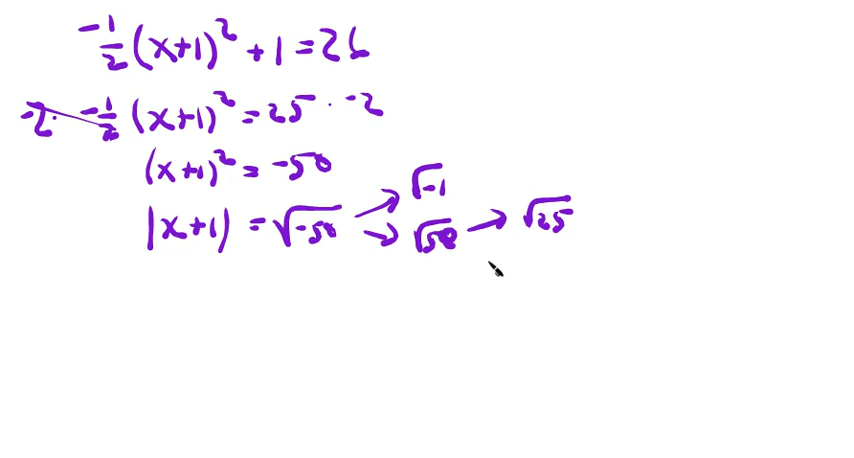 -1/2 (x+1)² + 1 = 26
-2 · -1/2 (x+1)² = 25 · -2
(x+1)² = -50
|x+1| = √-50 → √-1
→ √50 → √25